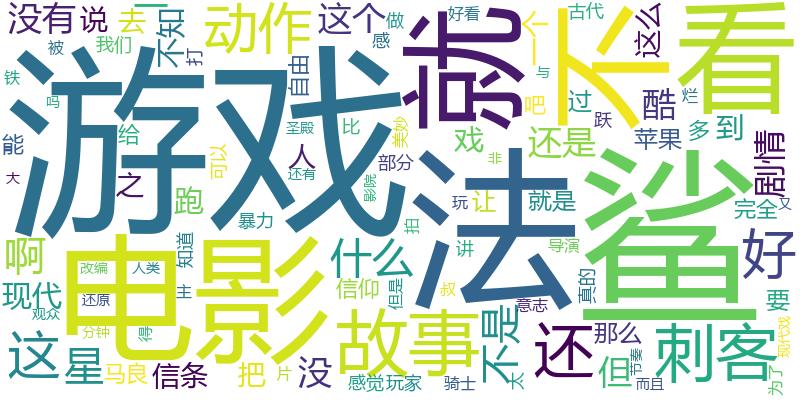 没有
说
去
动作
这个
做
好看
古代
一个
不
看
就
我们
被
不知
打
感
自由
这么
铁
吗
游戏
与
吧
过
酷
烂
能
给
圣殿
比
美妙
戏
还是
跃
苹果
多
到
剧情
大
之
人
还有
部分
可以
影院
非
法
鲨
跑
暴力
玩
让
就是
完全
又
啊
改编
人类
知道
电影
什么
拍
讲
导演
好
现代
还原
主
信仰
但是
叔
意志
真的
要
观众
分钟
得
故事
不是
还
那么
节奏
现代戏
这
星
马良
信条
把
片
没
感觉
玩家
骑士
太
但
而且
刺客
为了